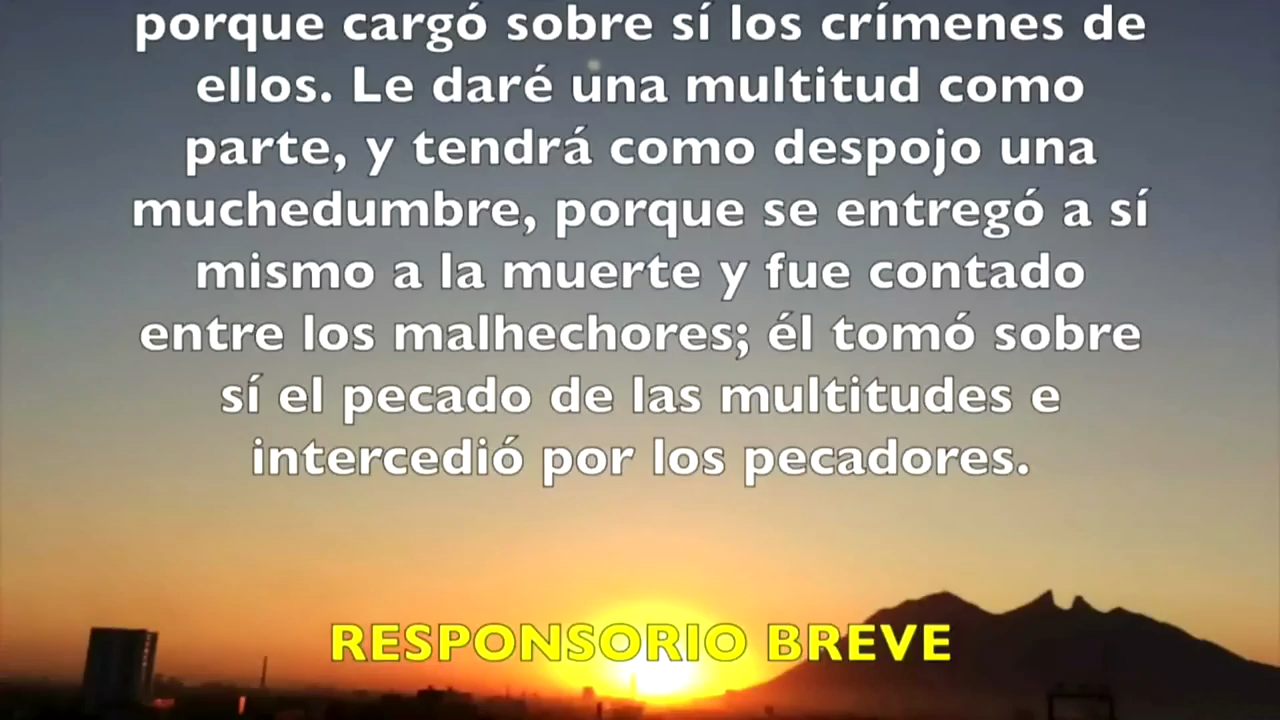 porque cargó sobre sí los crímenes de
ellos. Le daré una multitud como
parte, y tendrá como despojo una
muchedumbre, porque se entregó a sí
mismo a la muerte y fue contado
entre los malhechores; él tomó sobre
sí el pecado de las multitudes e
intercedió por los pecadores.
RESPONSORIO BREVE